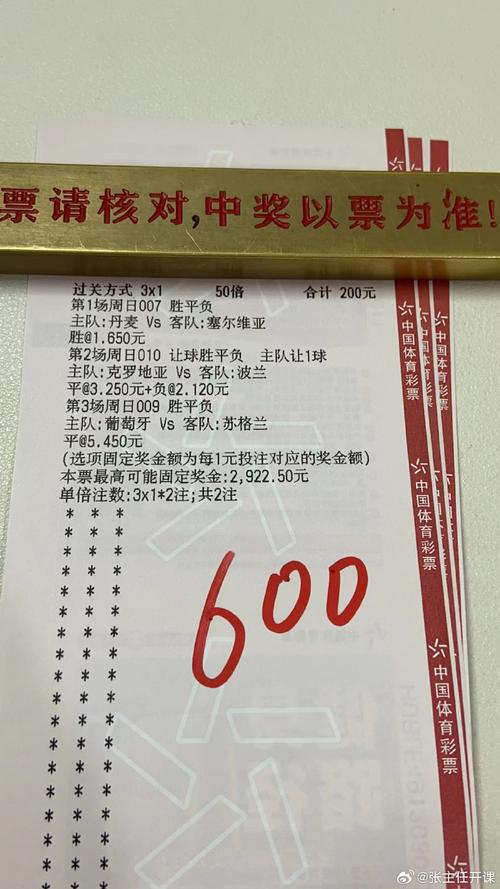 票请核对,中奖以票为准!
过关方式 3x1 50倍 合计 200元
第1场周日007 胜平负
主队:丹麦 Vs 客队:塞尔维亚
胜@1.650元
第2场周日010 让球胜平负 主队让1球
主队:克罗地亚 Vs 客队:波兰
平@3.250元+负@2.120元
第3场周日009 胜平负
主队:葡萄牙 Vs 客队:苏格兰
平@5.450元
(选项固定奖金额为每1元投注对应的奖金额)
本票最高可能固定奖金:2,922.50元
单倍注数:3x1*2注;共2注
600
中国体育彩票
中国体育彩票
中国体育彩票
@张主任开课